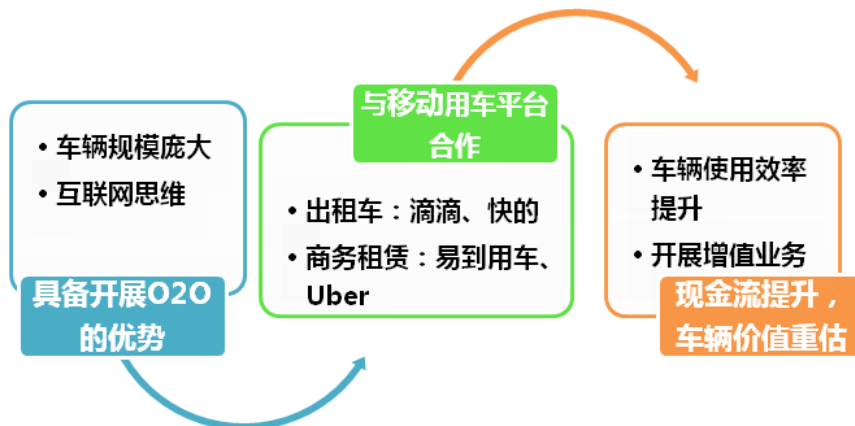 • 车辆规模庞大
• 互联网思维
具备开展O2O
的优势
与移动用车平台
合作
• 出租车：滴滴、快的
• 商务租赁：易到用车、
Uber
• 车辆使用效率
提升
• 开展增值业务
现金流提升，
车辆价值重估